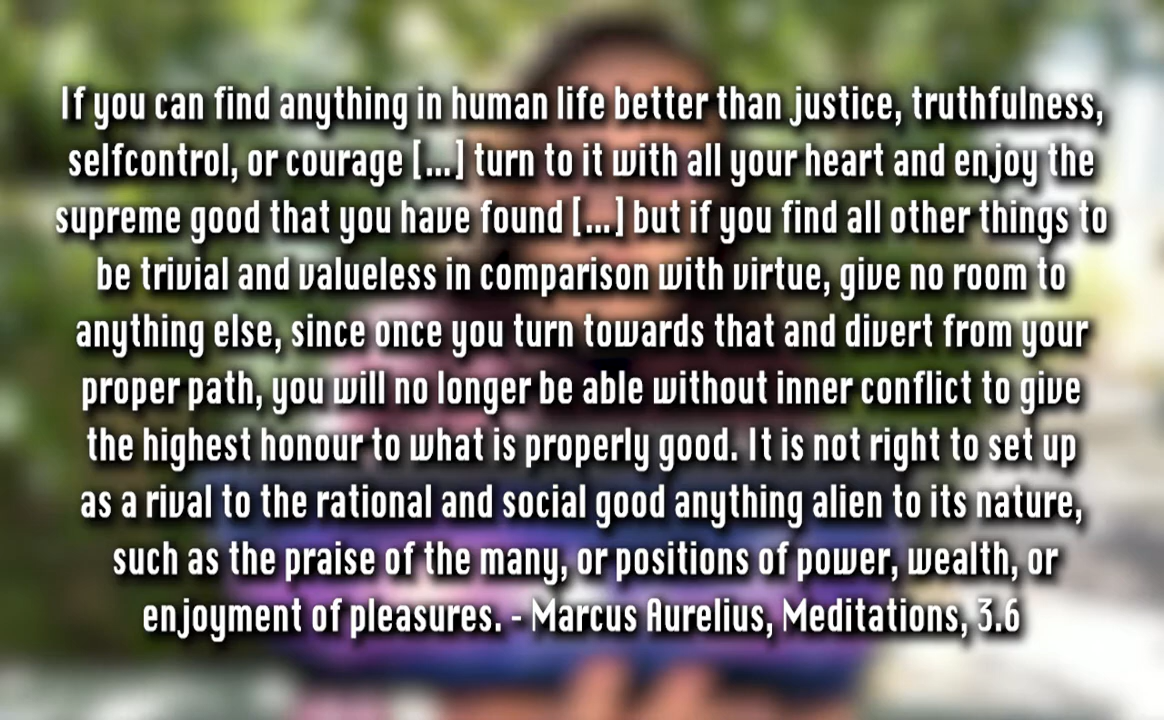 If you can find anything in human life better than justice, truthfulness,
selfcontrol, or courage [...] turn to it with all your heart and enjoy the
supreme good that you have found [...] but if you find all other things to
be trivial and valueless in comparison with virtue, give no room to
anything else, since once you turn towards that and divert from your
proper path, you will no longer be able without inner conflict to give
the highest honour to what is properly good. It is not right to set up
as a rival to the rational and social good anything alien to its nature,
such as the praise of the many, or positions of power, wealth, or
enjoyment of pleasures. - Marcus Aurelius, Meditations, 3.6